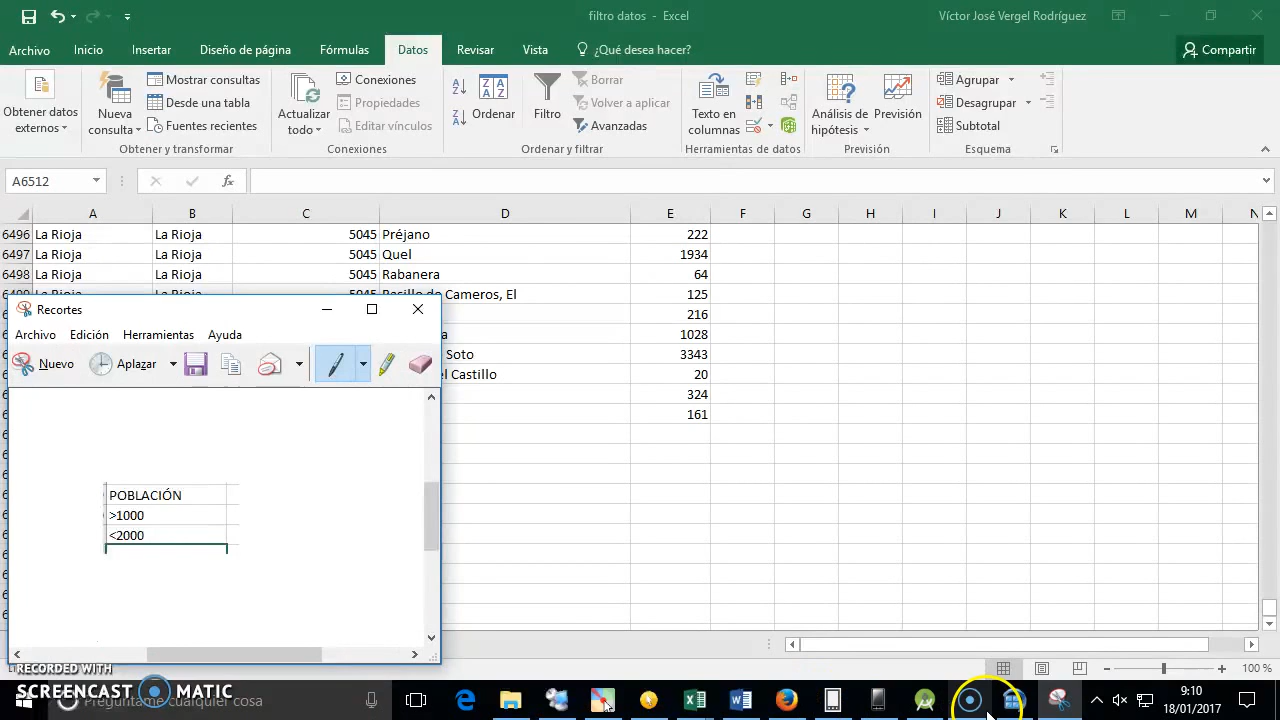 filtro datos - Excel
Víctor José Vergel Rodríguez
Archivo Inicio Insertar Diseño de página Fórmulas Datos Revisar Vista ¿Qué desea hacer? Compartir
Obtener datos externos
Nueva consulta
Mostrar consultas
Desde una tabla
Fuentes recientes
Obtener y transformar
Actualizar todo
Conexiones
Propiedades
Editar vínculos
Conexiones
Ordenar
Filtro
Borrar
Volver a aplicar
Avanzadas
Ordenar y filtrar
Texto en columnas
Herramientas de datos
Análisis de hipótesis
Previsión
Previsión
Agrupar
Desagrupar
Subtotal
Esquema
A6512
fx
A B C D E F G H I J K L M N
6496 La Rioja La Rioja 5045 Préjano 222
6497 La Rioja La Rioja 5045 Quel 1934
6498 La Rioja La Rioja 5045 Rabanera 64
de Cameros, El 125
216
1028
Soto 3343
el Castillo 20
324
161
Recortes
Archivo Edición Herramientas Ayuda
Nuevo Aplazar
POBLACIÓN
>1000
<2000
100 %
RECORDED WITH
SCREENCAST MATIC
Pregúntame cualquier cosa
9:10
18/01/2017